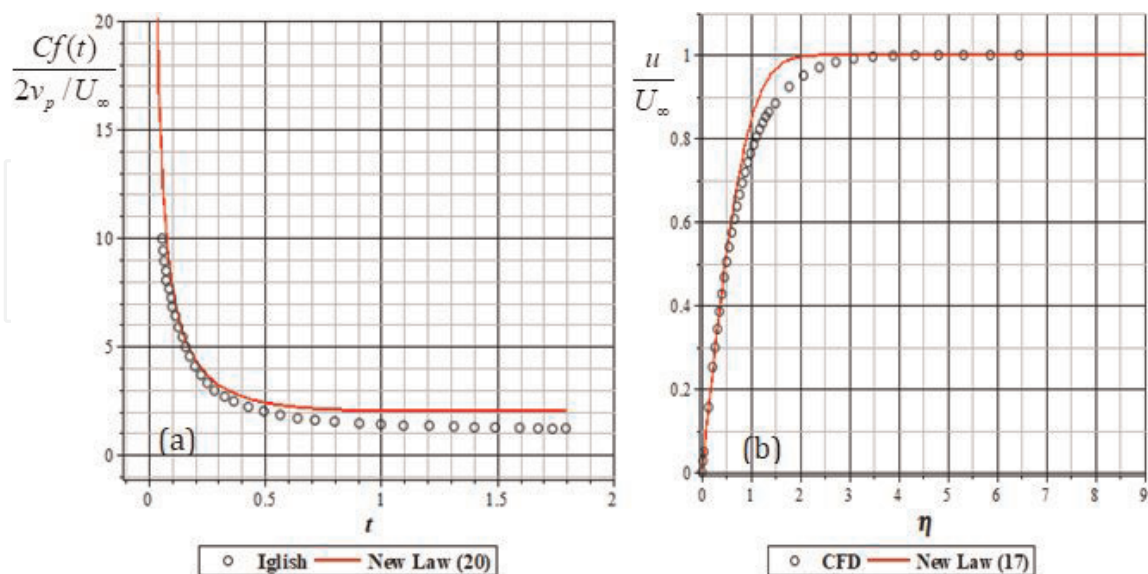 Cf(t)
2v_p / U_∞
20
15
10
5
0
(a)
0 0.5 1 1.5 2
t
Iglish New Law (20)
u
U_∞
1
0.8
0.6
0.4
0.2
0
(b)
0 1 2 3 4 5 6 7 8 9
η
CFD New Law (17)